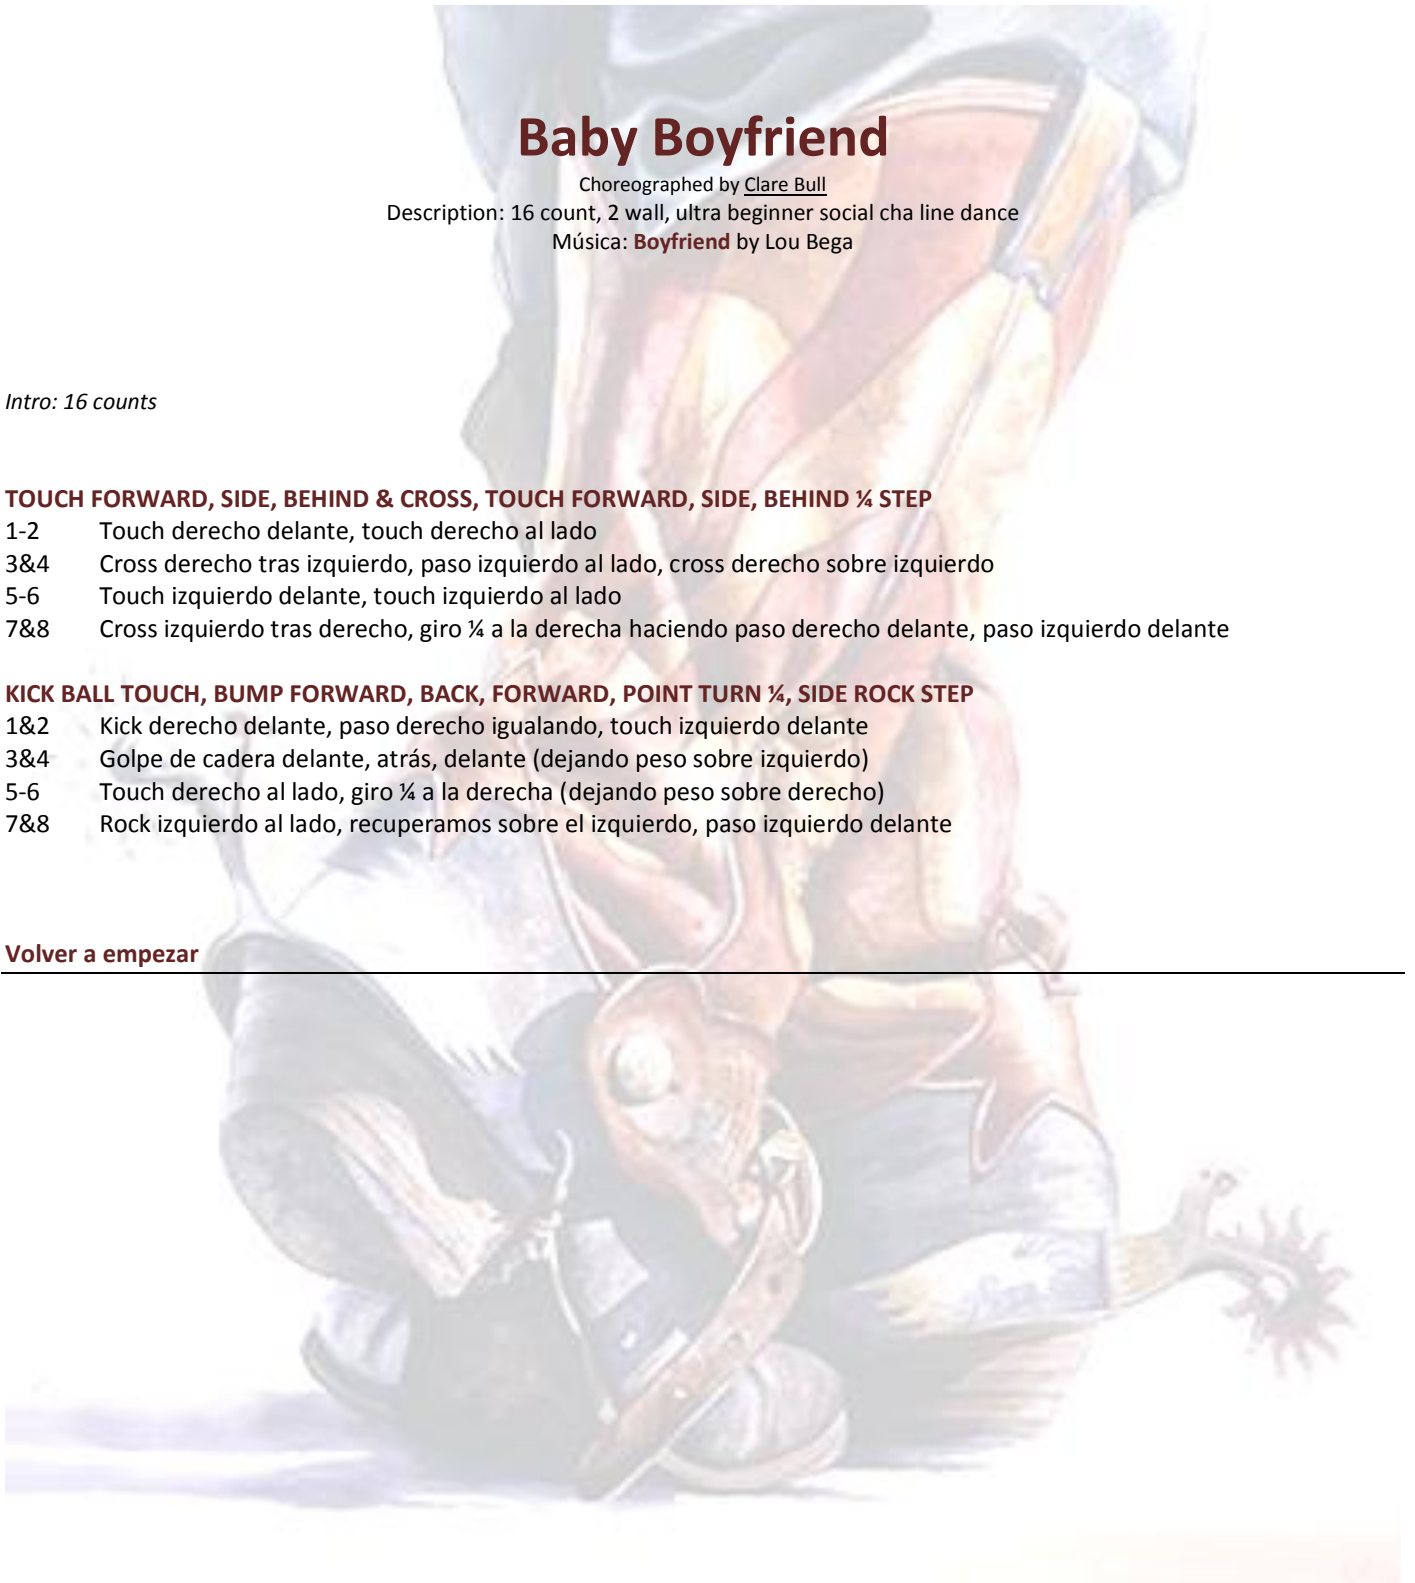 Baby Boyfriend
Choreographed by Clare Bull
Description: 16 count, 2 wall, ultra beginner social cha line dance
Música: Boyfriend by Lou Bega
Intro: 16 counts
TOUCH FORWARD, SIDE, BEHIND & CROSS, TOUCH FORWARD, SIDE, BEHIND ¼ STEP
1-2 Touch derecho delante, touch derecho al lado
3&4 Cross derecho tras izquierdo, paso izquierdo al lado, cross derecho sobre izquierdo
5-6 Touch izquierdo delante, touch izquierdo al lado
7&8 Cross izquierdo tras derecho, giro ¼ a la derecha haciendo paso derecho delante, paso izquierdo delante
KICK BALL TOUCH, BUMP FORWARD, BACK, FORWARD, POINT TURN ¼, SIDE ROCK STEP
1&2 Kick derecho delante, paso derecho igualando, touch izquierdo delante
3&4 Golpe de cadera delante, atrás, delante (dejando peso sobre izquierdo)
5-6 Touch derecho al lado, giro ¼ a la derecha (dejando peso sobre derecho)
7&8 Rock izquierdo al lado, recuperamos sobre el izquierdo, paso izquierdo delante
Volver a empezar